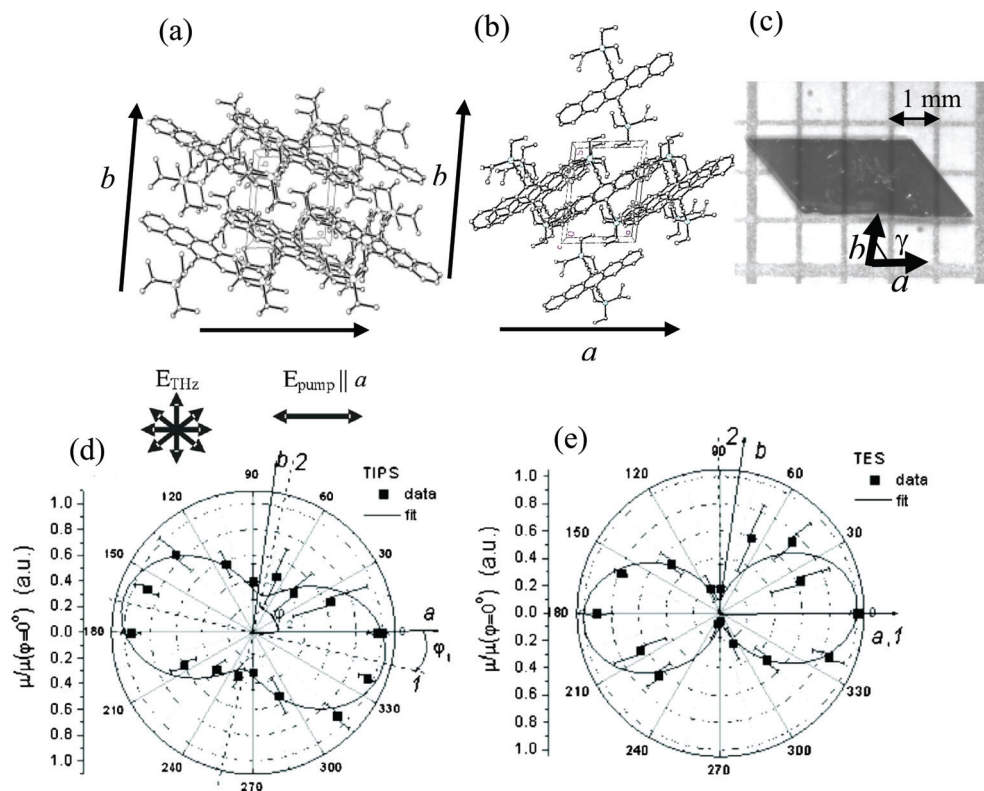 (a)
(b)
(c)
b
b
a
1 mm
b
γ
a
E_THz
E_pump || a
(d)
(e)
μ/μ(φ=0°) (a.u.)
1.0
0.8
0.6
0.4
0.2
0.0
0.2
0.4
0.6
0.8
1.0
90
60
30
0
330
300
270
240
210
180
150
120
b
2
TIPS
data
fit
a
φ
φ₁
1
μ/μ(φ=0°) (a.u.)
1.0
0.8
0.6
0.4
0.2
0.0
0.2
0.4
0.6
0.8
1.0
90
60
30
0
330
300
270
240
210
180
150
120
2
b
TES
data
fit
a,1